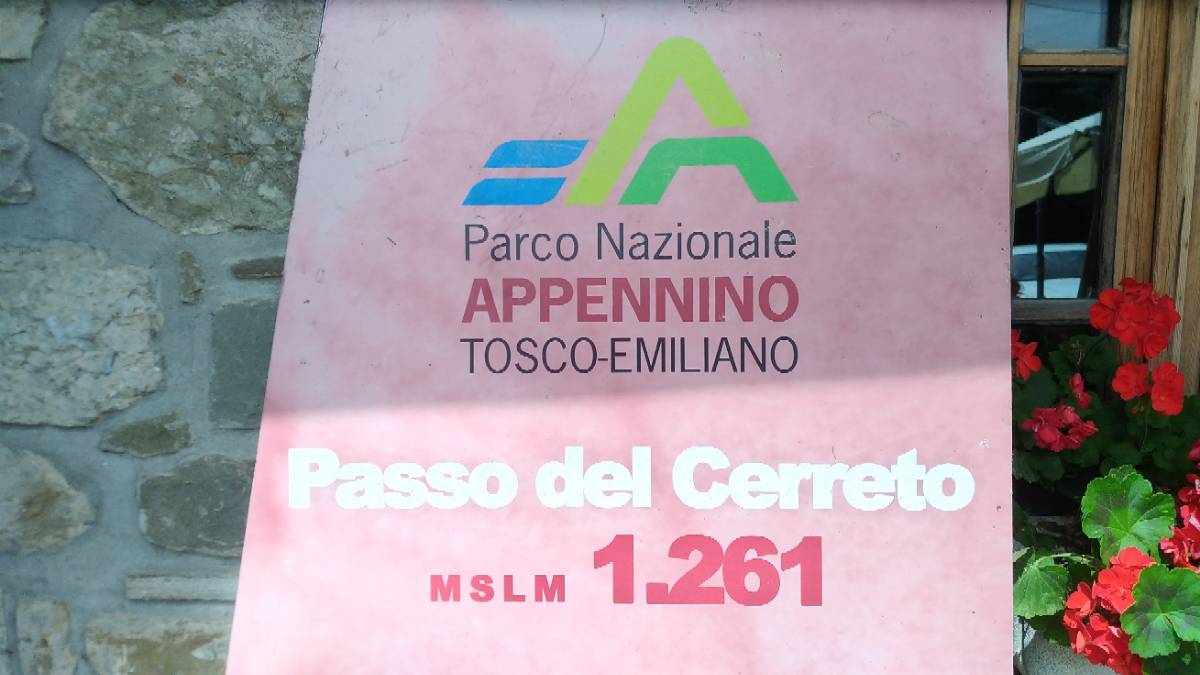 Parco Nazionale
APPENNINO
TOSCO-EMILIANO
Passo del Cerreto
MSLM 1.261